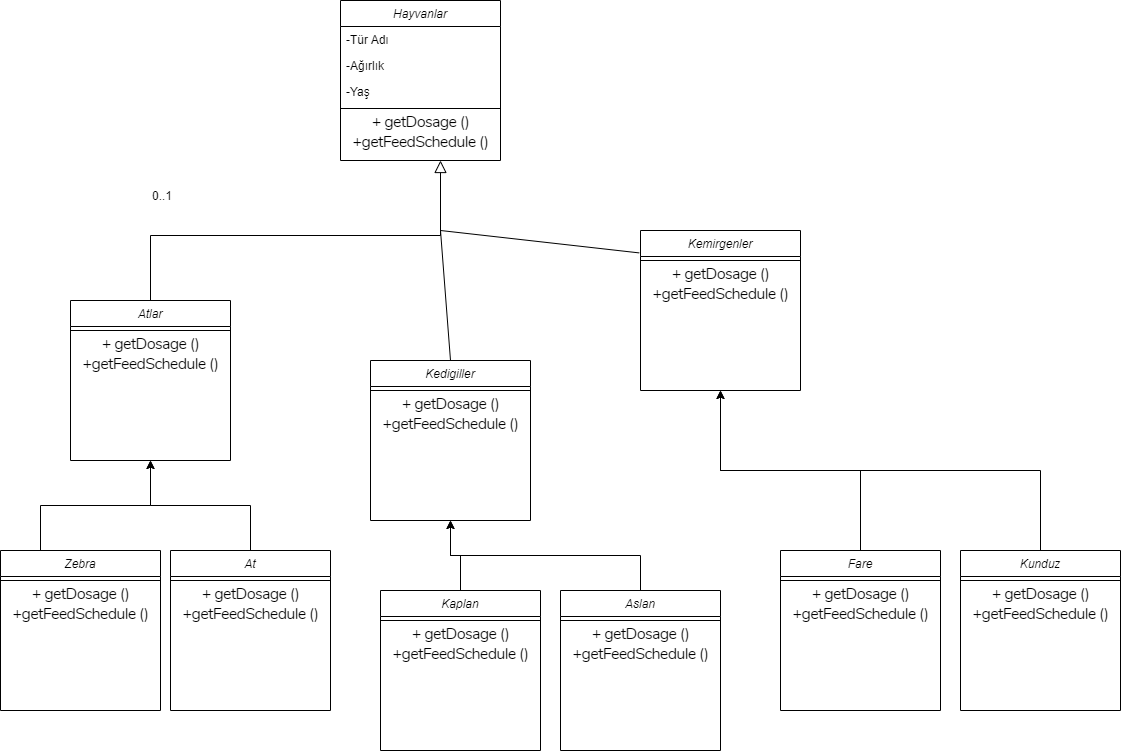 Hayvanlar
-Tür Adı
-Ağırlık
-Yaş
+ getDosage ()
+getFeedSchedule ()
0..1
Kemirgenler
+ getDosage ()
+getFeedSchedule ()
Atlar
+ getDosage ()
+getFeedSchedule ()
Kedigiller
+ getDosage ()
+getFeedSchedule ()
Zebra
+ getDosage ()
+getFeedSchedule ()
At
+ getDosage ()
+getFeedSchedule ()
Kaplan
+ getDosage ()
+getFeedSchedule ()
Aslan
+ getDosage ()
+getFeedSchedule ()
Fare
+ getDosage ()
+getFeedSchedule ()
Kunduz
+ getDosage ()
+getFeedSchedule ()